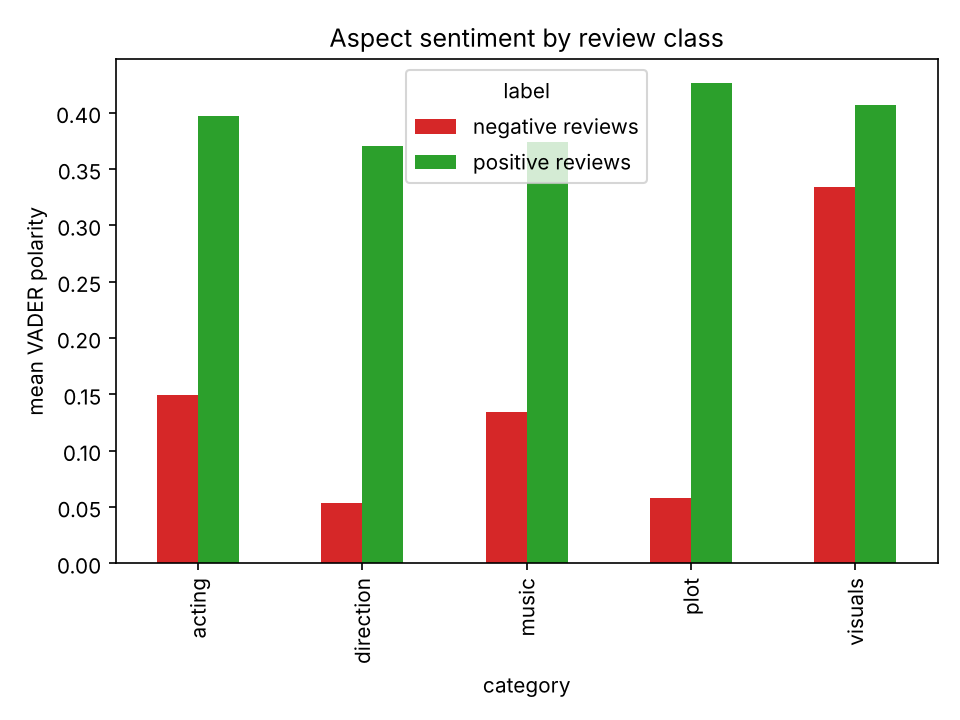 Aspect sentiment by review class
label
negative reviews
positive reviews
mean VADER polarity
0.40
0.35
0.30
0.25
0.20
0.15
0.10
0.05
0.00
acting
direction
music
plot
visuals
category